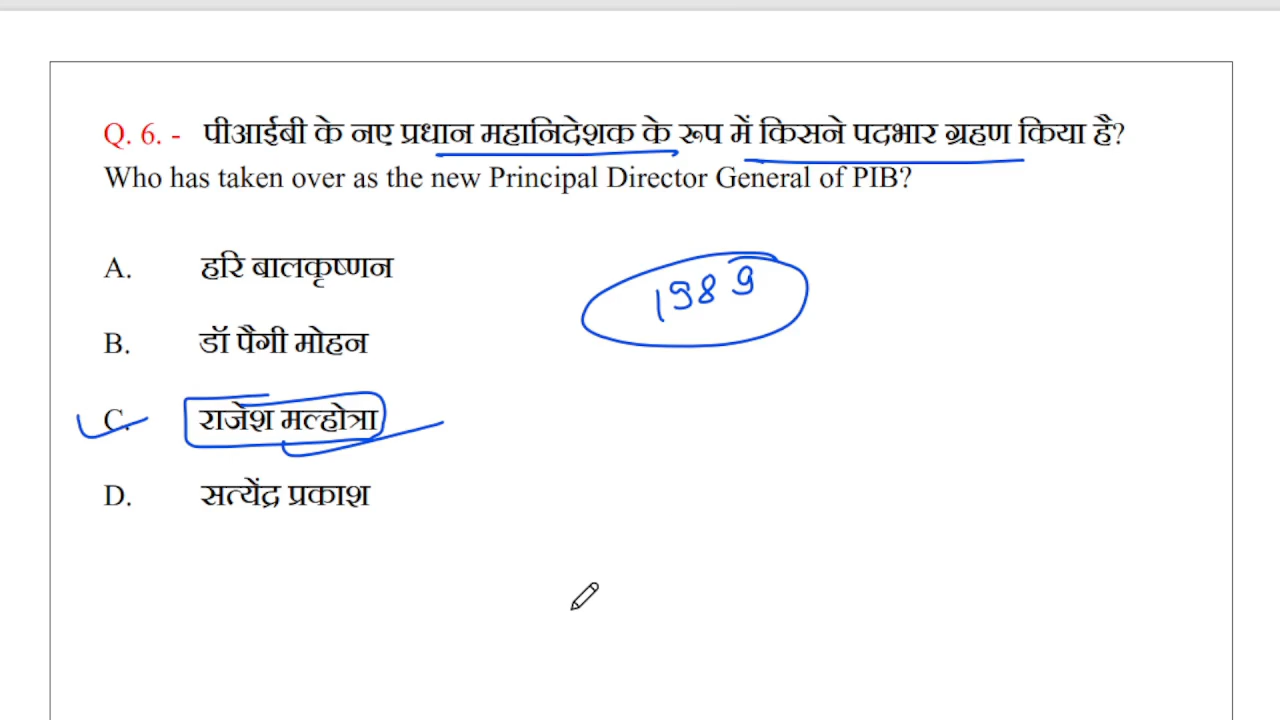 Q. 6. - पीआईबी के नए प्रधान महानिदेशक के रूप में किसने पदभार ग्रहण किया है?
Who has taken over as the new Principal Director General of PIB?
A. हरि बालकृष्णन
1989
B. डॉ पैगी मोहन
C. राजेश मल्होत्रा
D. सत्येंद्र प्रकाश